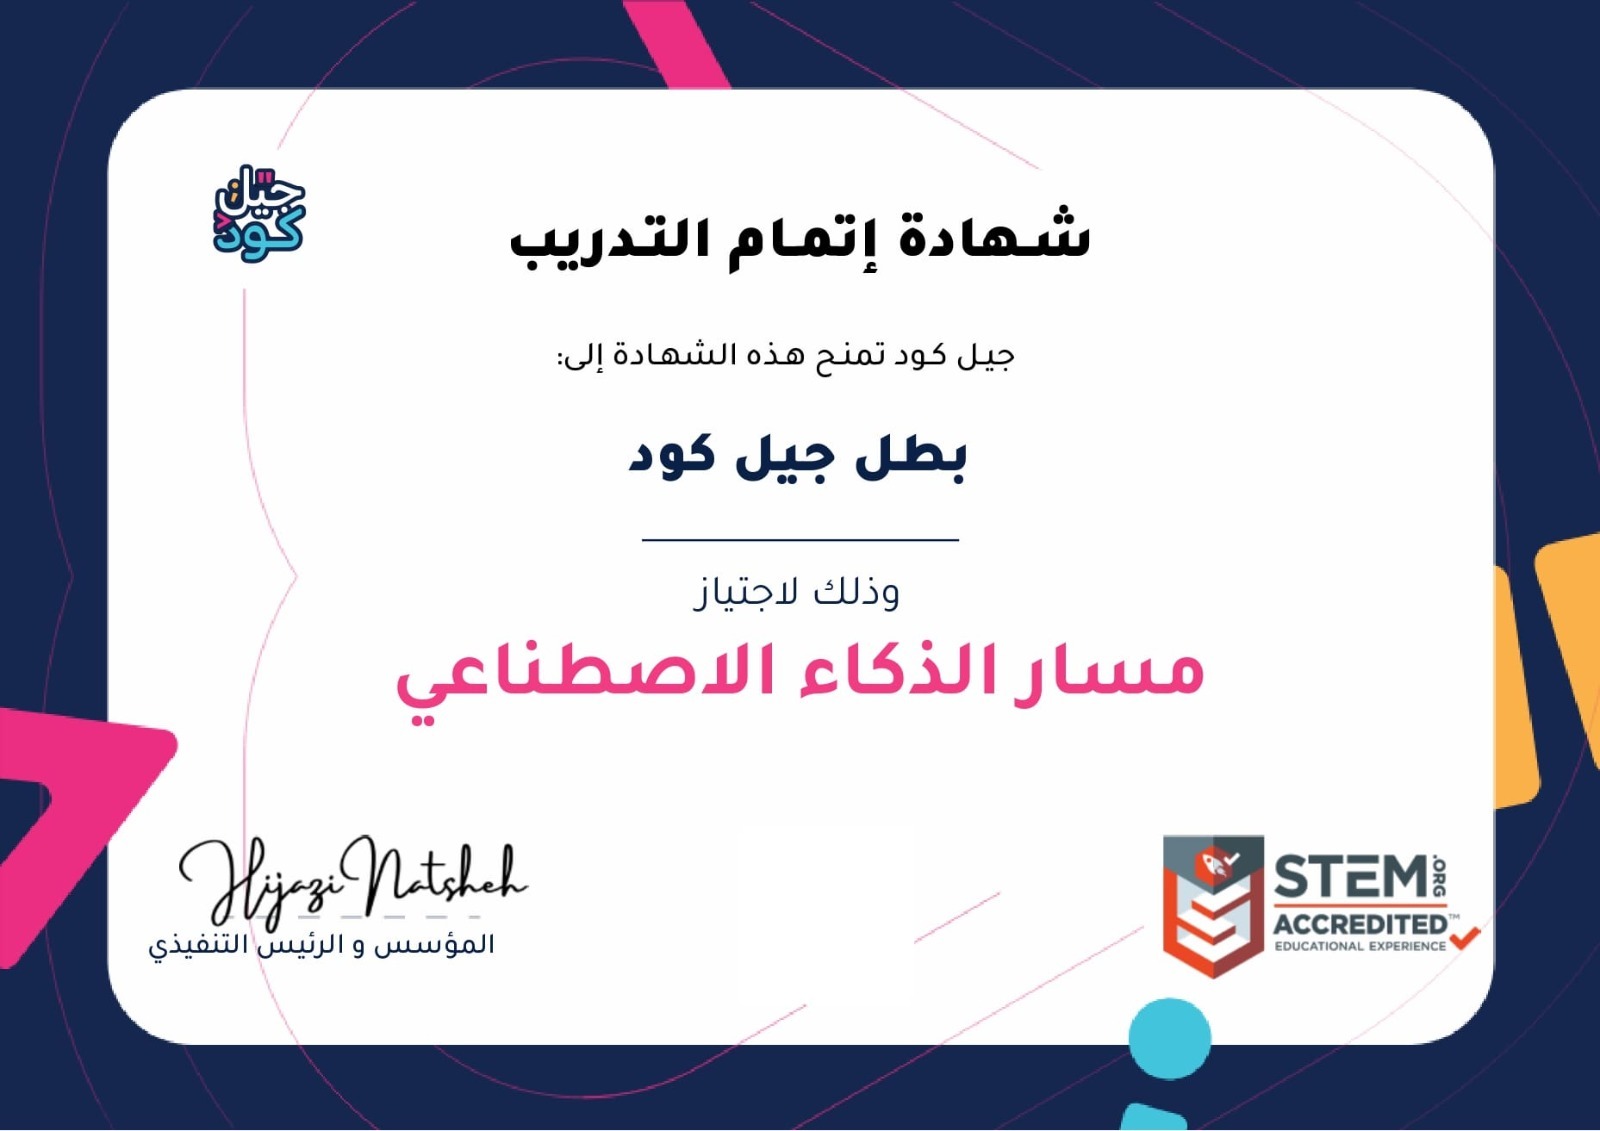 جيل كود
شهادة إتمام التدريب
جيل كود تمنح هذه الشهادة إلى:
بطل جيل كود
وذلك لاجتياز
مسار الذكاء الاصطناعي
Hijazi Natsheh
المؤسس و الرئيس التنفيذي
STEM.ORG
ACCREDITED™
EDUCATIONAL EXPERIENCE